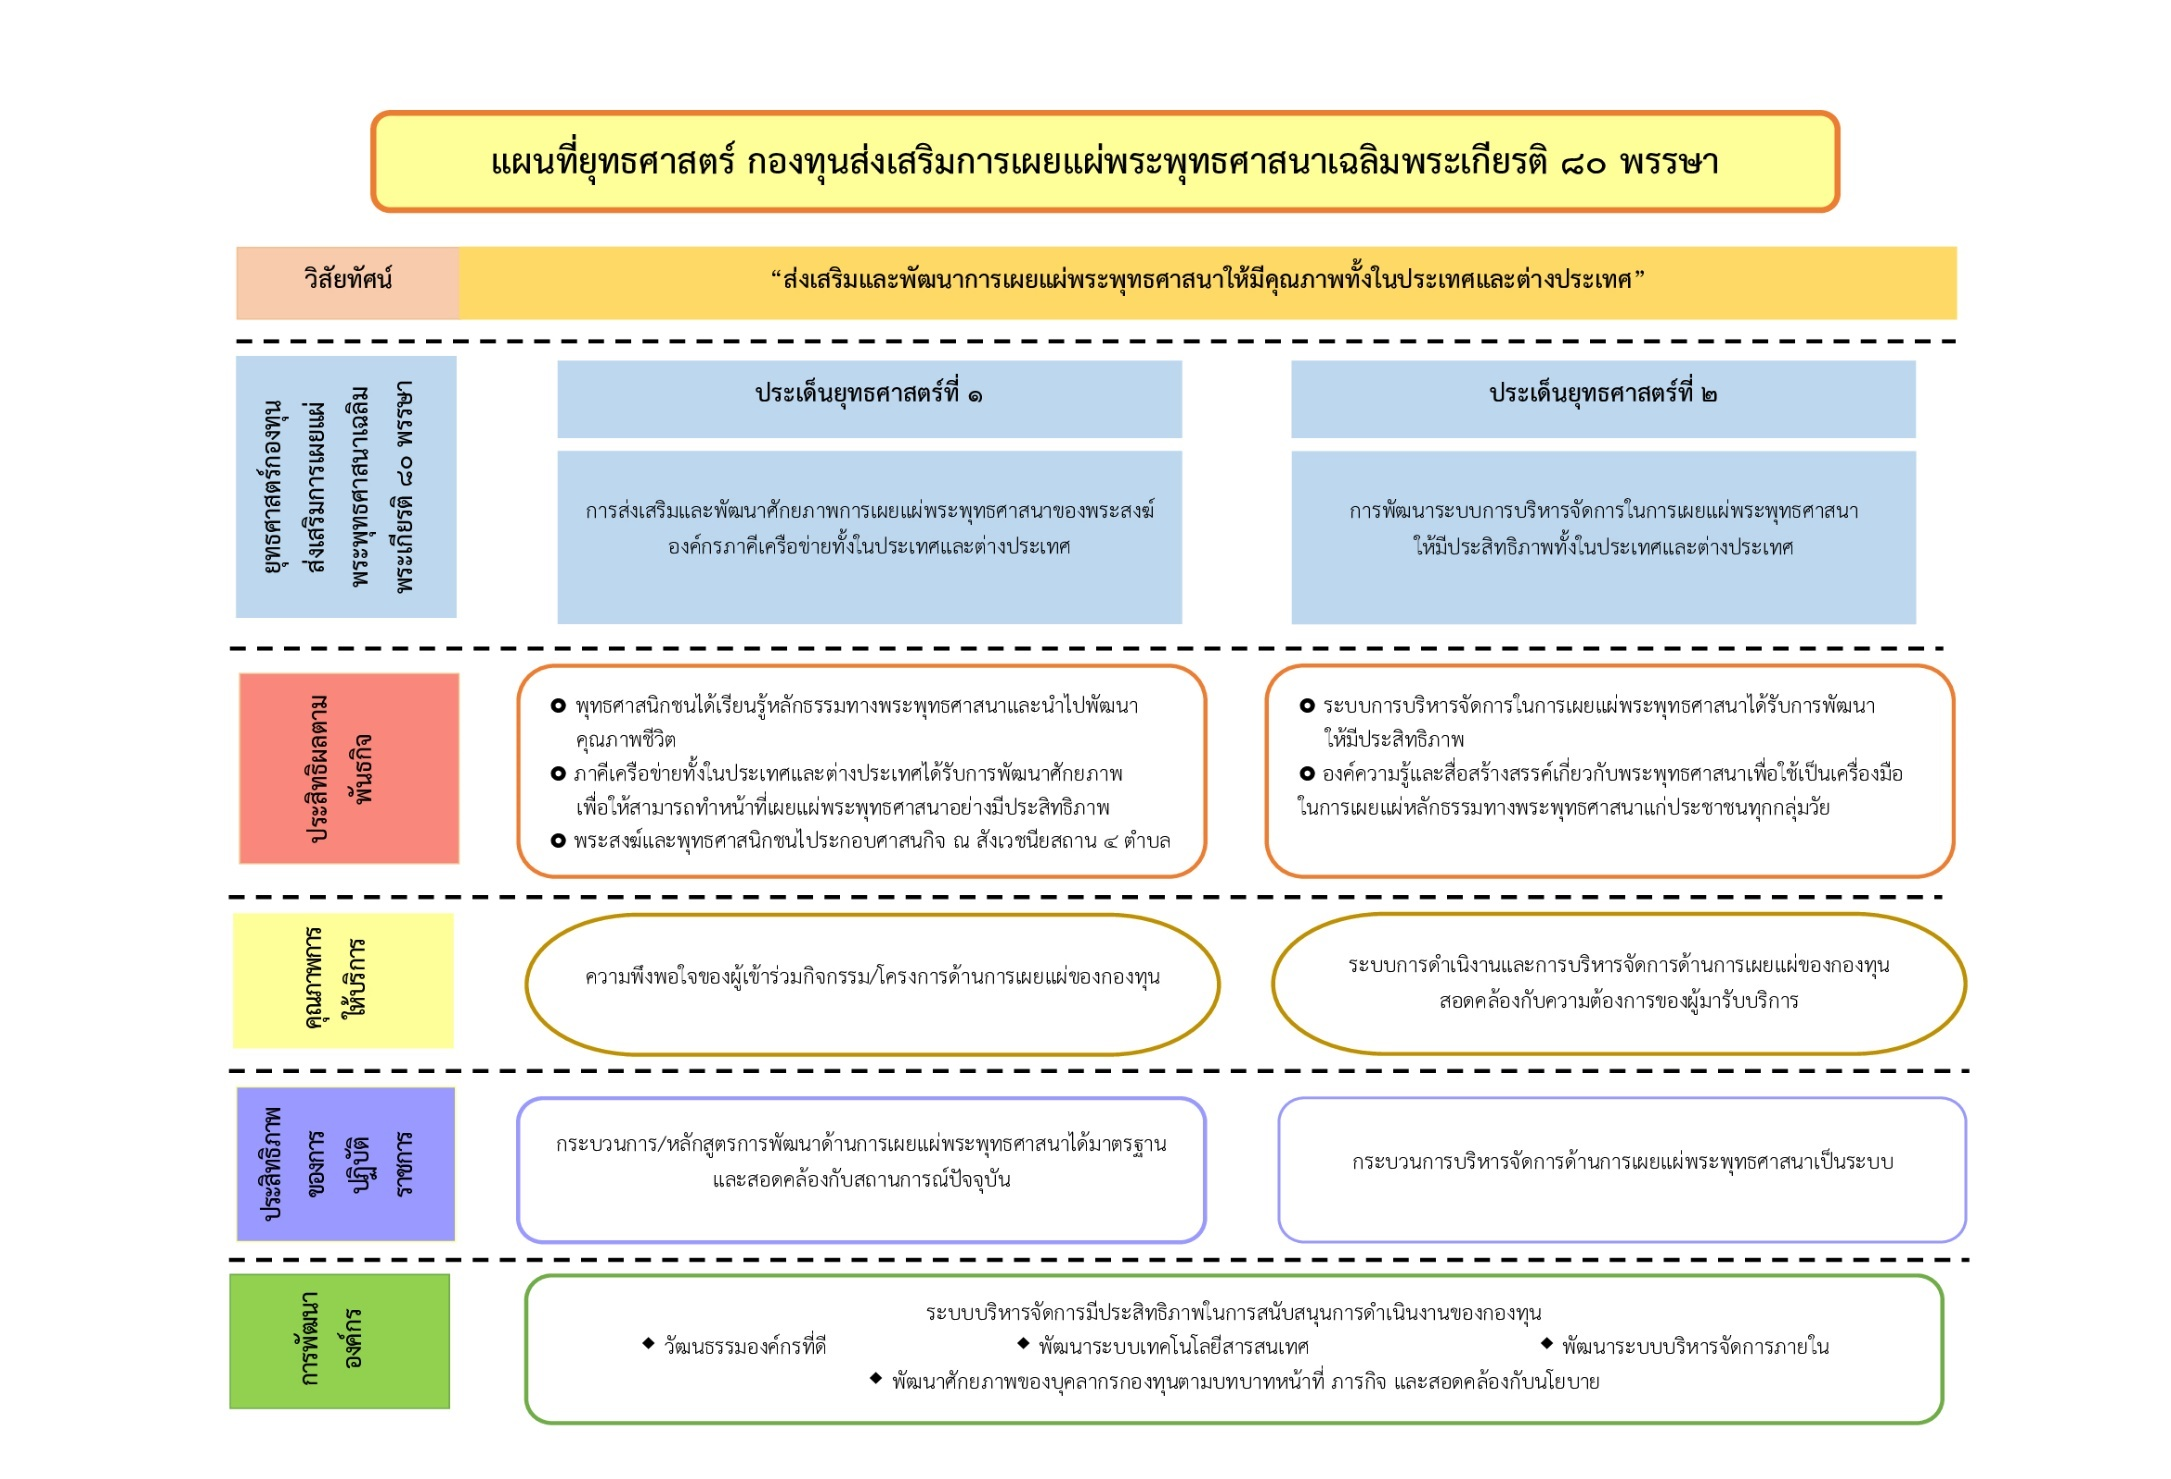 แผนที่ยุทธศาสตร์ กองทุนส่งเสริมการเผยแผ่พระพุทธศาสนาเฉลิมพระเกียรติ ๘๐ พรรษา
วิสัยทัศน์
“ส่งเสริมและพัฒนาการเผยแผ่พระพุทธศาสนาให้มีคุณภาพทั้งในประเทศและต่างประเทศ”
ยุทธศาสตร์กองทุน
ส่งเสริมการเผยแผ่
พระพุทธศาสนาเฉลิม
พระเกียรติ ๘๐ พรรษา
ประเด็นยุทธศาสตร์ที่ ๑
การส่งเสริมและพัฒนาศักยภาพการเผยแผ่พระพุทธศาสนาของพระสงฆ์
องค์กรภาคีเครือข่ายทั้งในประเทศและต่างประเทศ
ประเด็นยุทธศาสตร์ที่ ๒
การพัฒนาระบบการบริหารจัดการในการเผยแผ่พระพุทธศาสนา
ให้มีประสิทธิภาพทั้งในประเทศและต่างประเทศ
ประสิทธิผลตาม
พันธกิจ
พุทธศาสนิกชนได้เรียนรู้หลักธรรมทางพระพุทธศาสนาและนำไปพัฒนา
คุณภาพชีวิต
ภาคีเครือข่ายทั้งในประเทศและต่างประเทศได้รับการพัฒนาศักยภาพ
เพื่อให้สามารถทำหน้าที่เผยแผ่พระพุทธศาสนาอย่างมีประสิทธิภาพ
พระสงฆ์และพุทธศาสนิกชนไประกอบศาสนกิจ ณ สังเวชนียสถาน ๔ ตำบล
ระบบการบริหารจัดการในการเผยแผ่พระพุทธศาสนาได้รับการพัฒนา
ให้มีประสิทธิภาพ
องค์ความรู้และสื่อสร้างสรรค์เกี่ยวกับพระพุทธศาสนาเพื่อใช้เป็นเครื่องมือ
ในการเผยแผ่หลักธรรมทางพระพุทธศาสนาแก่ประชาชนทุกกลุ่มวัย
คุณภาพการ
ให้บริการ
ความพึงพอใจของผู้เข้าร่วมกิจกรรม/โครงการด้านการเผยแผ่ของกองทุน
ระบบการดำเนิงานและการบริหารจัดการด้านการเผยแผ่ของกองทุน
สอดคล้องกับความต้องการของผู้มารับบริการ
ประสิทธิภาพ
ของการ
ปฏิบัติ
ราชการ
กระบวนการ/หลักสูตรการพัฒนาด้านการเผยแผ่พระพุทธศาสนาได้มาตรฐาน
และสอดคล้องกับสถานการณ์ปัจจุบัน
กระบวนการบริหารจัดการด้านการเผยแผ่พระพุทธศาสนาเป็นระบบ
การพัฒนา
องค์กร
ระบบบริหารจัดการมีประสิทธิภาพในการสนับสนุนการดำเนินงานของกองทุน
◆ วัฒนธรรมองค์กรที่ดี ◆ พัฒนาระบบเทคโนโลยีสารสนเทศ ◆ พัฒนาระบบบริหารจัดการภายใน
◆ พัฒนาศักยภาพของบุคลากรกองทุนตามบทบาทหน้าที่ ภารกิจ และสอดคล้องกับนโยบาย